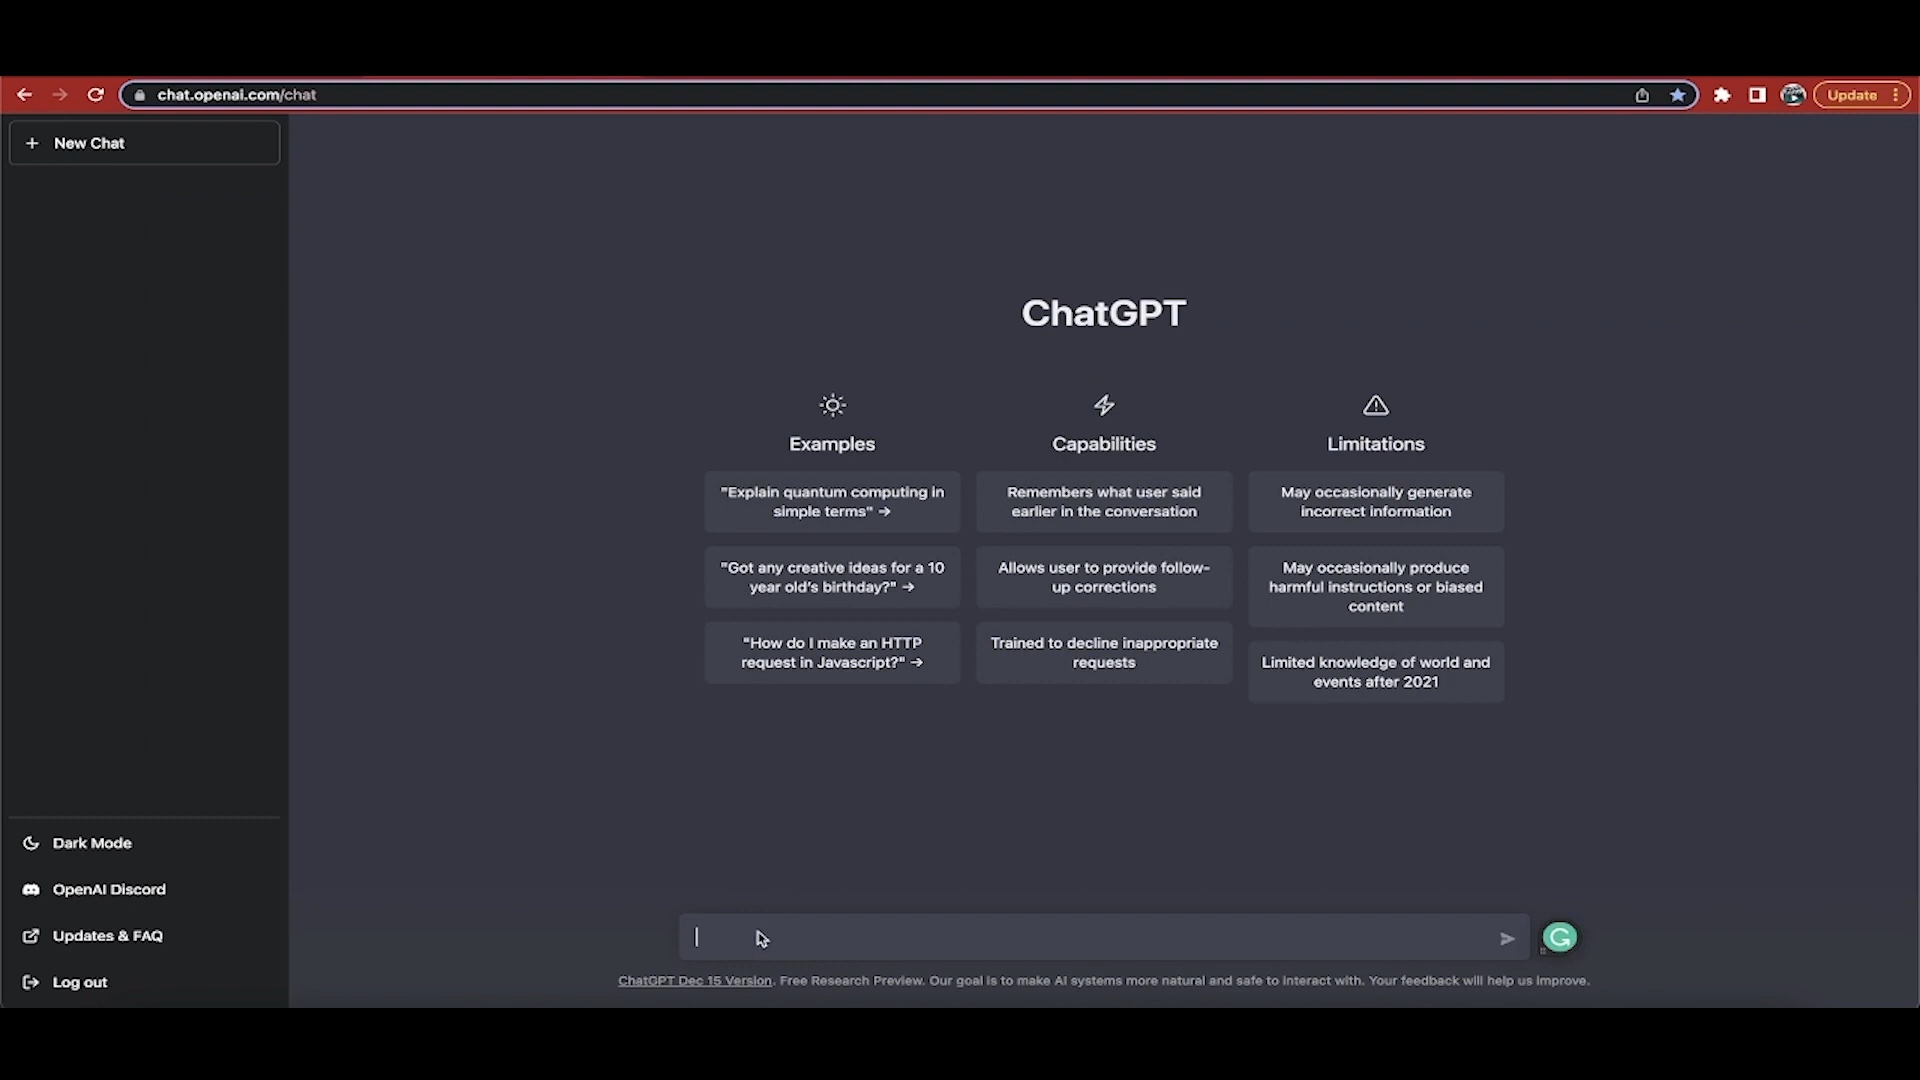 chat.openai.com/chat
Update
New Chat
ChatGPT
Examples
Capabilities
Limitations
"Explain quantum computing in
simple terms" →
Remembers what user said
earlier in the conversation
May occasionally generate
incorrect information
"Got any creative ideas for a 10
year old's birthday?" →
Allows user to provide follow-
up corrections
May occasionally produce
harmful instructions or biased
content
"How do I make an HTTP
request in Javascript?" →
Trained to decline inappropriate
requests
Limited knowledge of world and
events after 2021
Dark Mode
OpenAI Discord
Updates & FAQ
Log out
ChatGPT Dec 15 Version. Free Research Preview. Our goal is to make AI systems more natural and safe to interact with. Your feedback will help us improve.